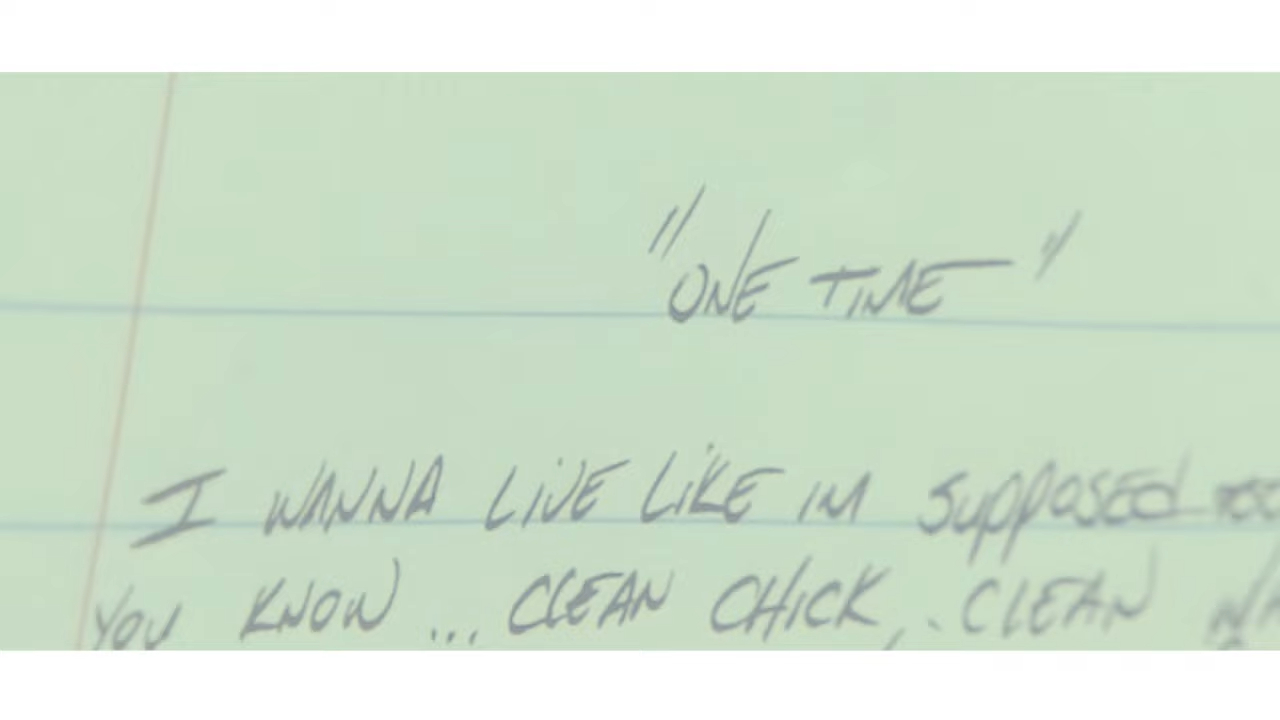 "ONE TIME"
I WANNA LIVE LIKE IM SUPPOSED
YOU KNOW... CLEAN CHICK, . CLEAN